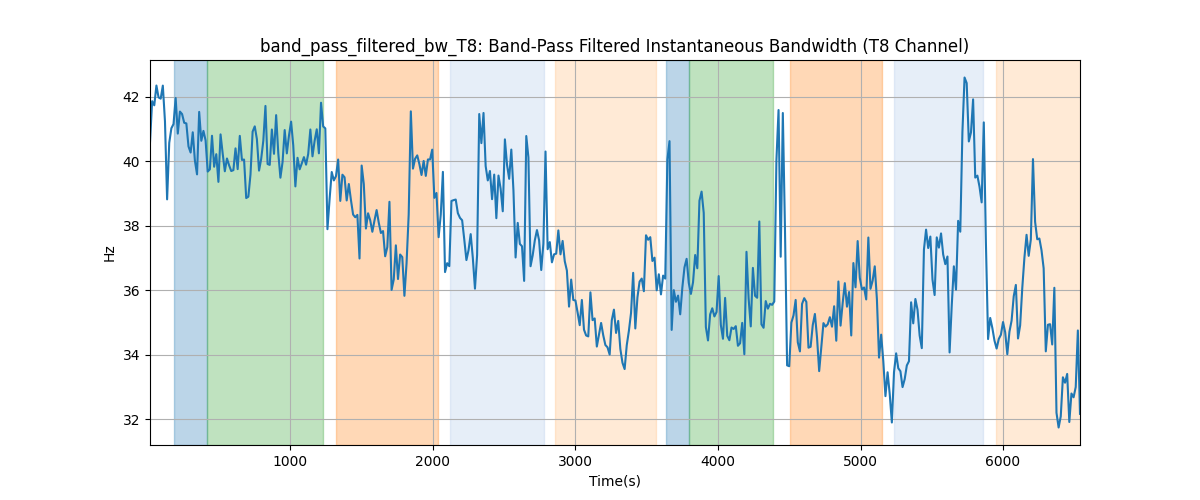 band_pass_filtered_bw_T8: Band-Pass Filtered Instantaneous Bandwidth (T8 Channel)
42
40
38
36
34
32
Hz
1000 2000 3000 4000 5000 6000
Time(s)